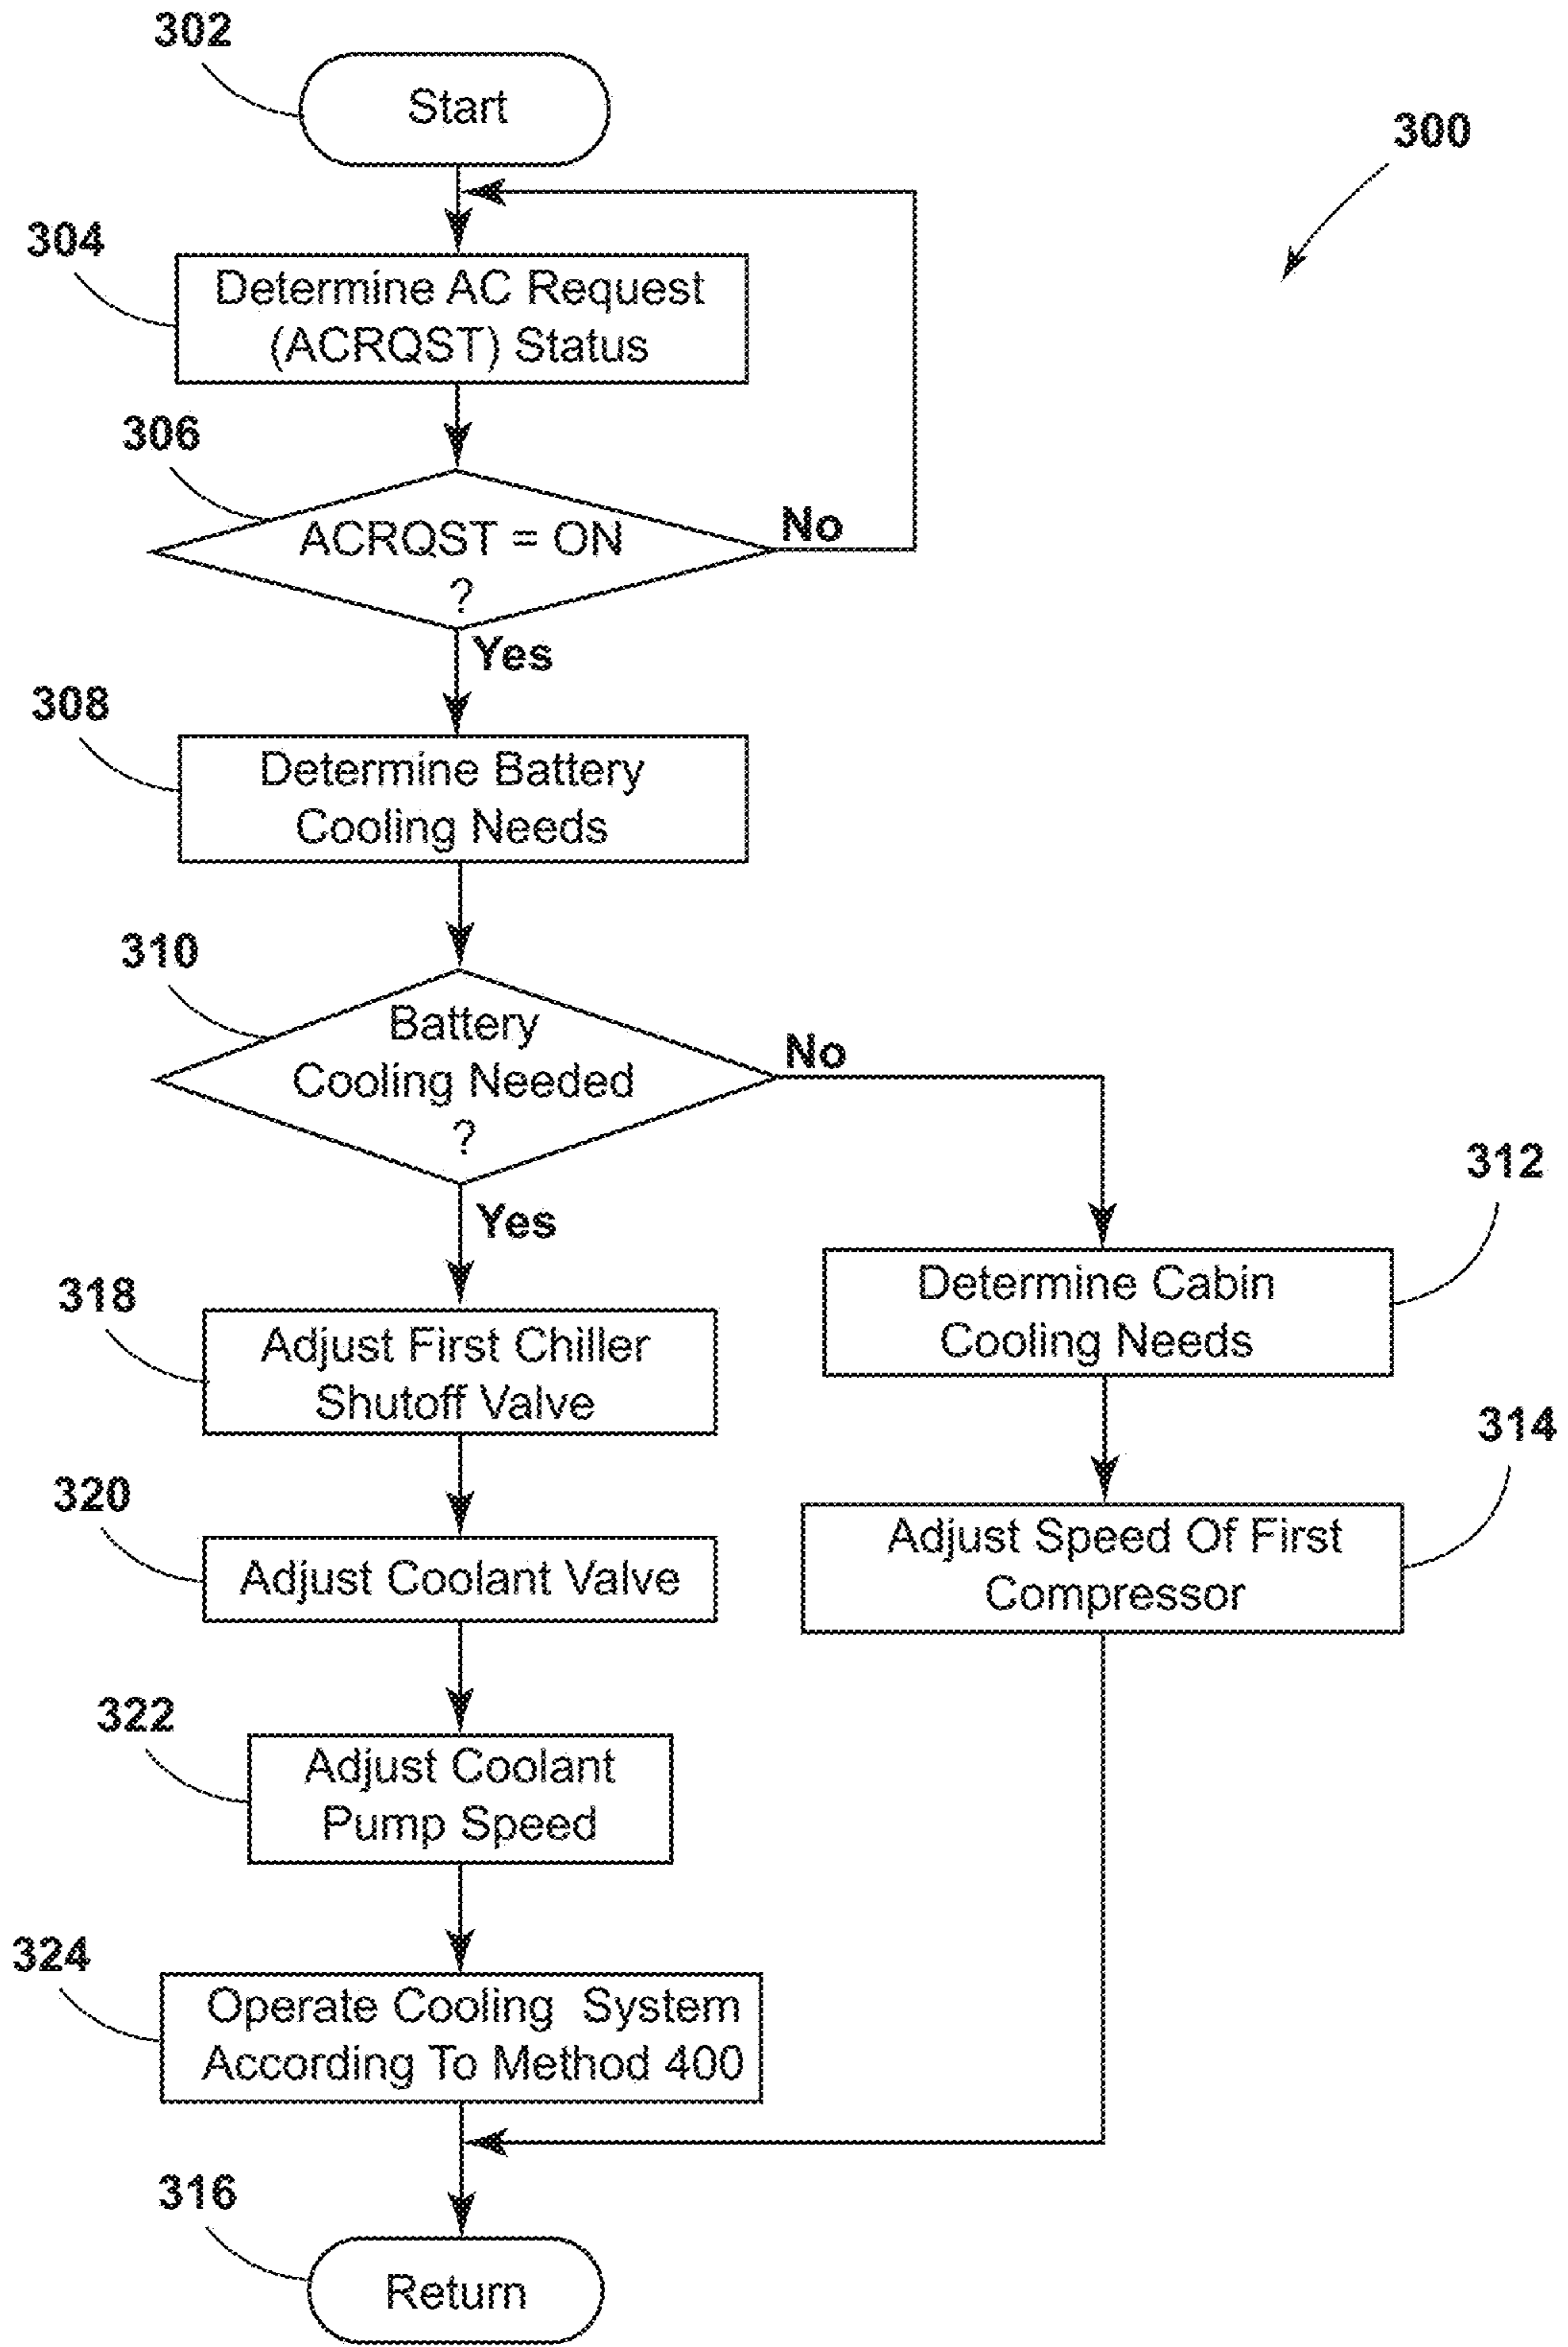 302
Start
300
304
Determine AC Request
(ACRQST) Status
306
ACRQST = ON
?
No
Yes
308
Determine Battery
Cooling Needs
310
Battery
Cooling Needed
?
No
Yes
312
Determine Cabin
Cooling Needs
318
Adjust First Chiller
Shutoff Valve
314
Adjust Speed Of First
Compressor
320
Adjust Coolant Valve
322
Adjust Coolant
Pump Speed
324
Operate Cooling System
According To Method 400
316
Return